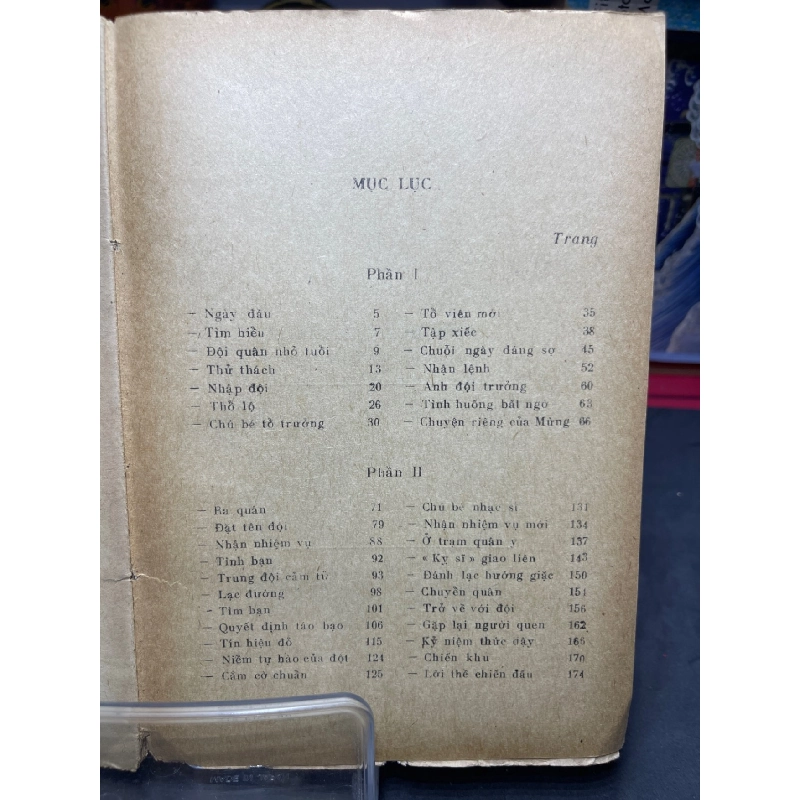 MỤC LỤC
Trang
Phần I
— Ngày đầu 5
— Tìm hiểu 7
— Đội quân nhỏ tuổi 9
— Thử thách 13
— Nhập đội 20
— Thổ lộ 26
— Chú bé tổ trưởng 30
— Tổ viên mới 35
— Tập xiếc 38
— Chuỗi ngày đáng sợ 45
— Nhận lệnh 52
— Anh đội trưởng 60
— Tình huống bất ngờ 63
— Chuyện riêng của Mừng 66
Phần II
— Ra quân 71
— Đặt tên đội 79
— Nhận nhiệm vụ 88
— Tình bạn 92
— Trung đội cảm tử 93
— Lạc đường 98
— Tìm bạn 101
— Quyết định táo bạo 106
— Tín hiệu đỏ 115
— Niềm tự hào của đội 124
— Cắm cờ chuẩn 125
— Chú bé nhạc sĩ 131
— Nhận nhiệm vụ mới 134
— Ở trạm quân y 137
— « Kỵ sĩ » giao liên 143
— Đánh lạc hướng giặc 150
— Chuyển quân 154
— Trở về với đội 156
— Gặp lại người quen 162
— Kỷ niệm thức dậy 166
— Chiến khu 170
— Lời thề chiến đấu 174